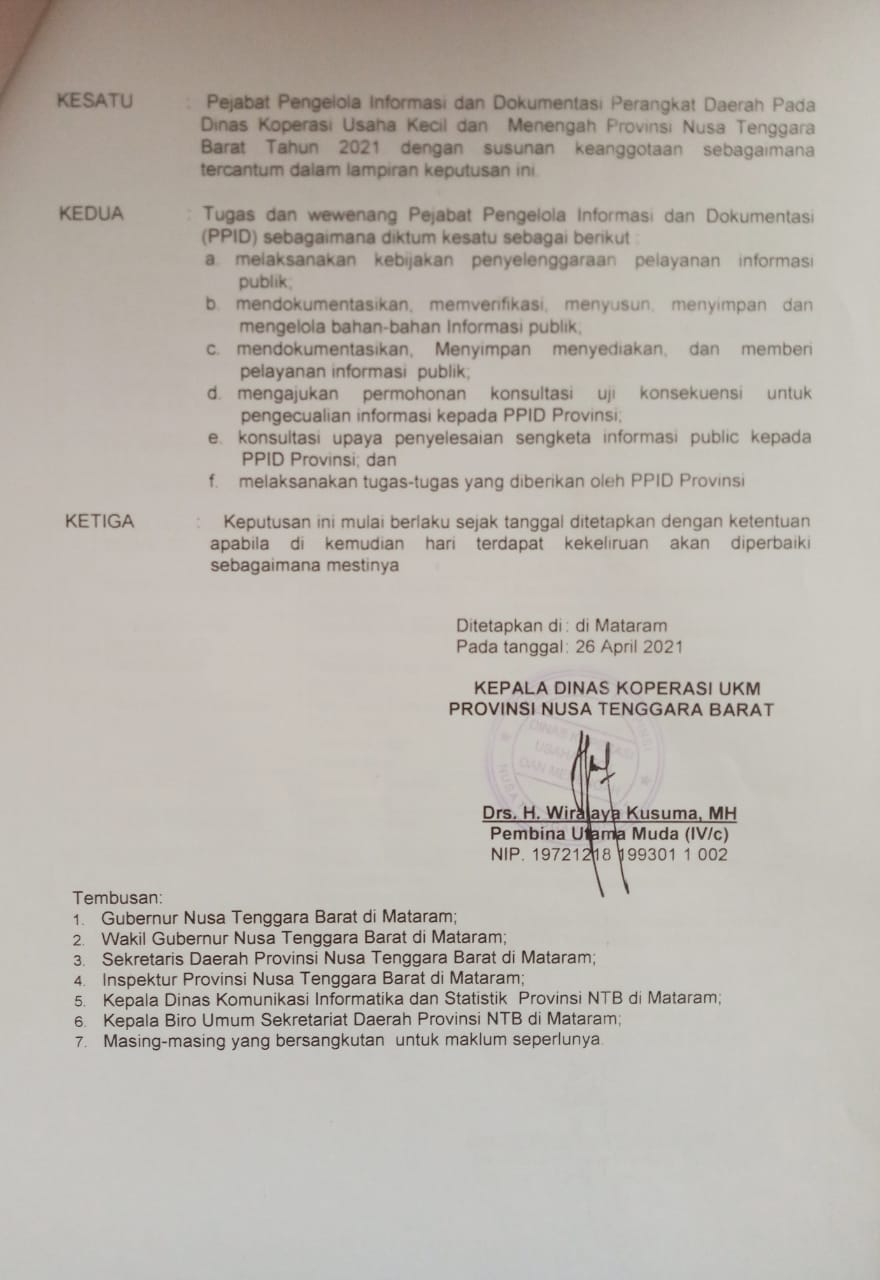 KESATU : Pejabat Pengelola Informasi dan Dokumentasi Perangkat Daerah Pada
Dinas Koperasi Usaha Kecil dan Menengah Provinsi Nusa Tenggara
Barat Tahun 2021 dengan susunan keanggotaan sebagaimana
tercantum dalam lampiran keputusan ini.
KEDUA : Tugas dan wewenang Pejabat Pengelola Informasi dan Dokumentasi
(PPID) sebagaimana diktum kesatu sebagai berikut :
a. melaksanakan kebijakan penyelenggaraan pelayanan informasi
publik;
b. mendokumentasikan, memverifikasi, menyusun, menyimpan dan
mengelola bahan-bahan Informasi publik;
c. mendokumentasikan, Menyimpan menyediakan, dan memberi
pelayanan informasi publik;
d. mengajukan permohonan konsultasi uji konsekuensi untuk
pengecualian informasi kepada PPID Provinsi;
e. konsultasi upaya penyelesaian sengketa informasi public kepada
PPID Provinsi; dan
f. melaksanakan tugas-tugas yang diberikan oleh PPID Provinsi
KETIGA : Keputusan ini mulai berlaku sejak tanggal ditetapkan dengan ketentuan
apabila di kemudian hari terdapat kekeliruan akan diperbaiki
sebagaimana mestinya
Ditetapkan di : di Mataram
Pada tanggal : 26 April 2021
KEPALA DINAS KOPERASI UKM
PROVINSI NUSA TENGGARA BARAT
Drs. H. Wirajaya Kusuma, MH
Pembina Utama Muda (IV/c)
NIP. 19721218 199301 1 002
Tembusan:
1. Gubernur Nusa Tenggara Barat di Mataram;
2. Wakil Gubernur Nusa Tenggara Barat di Mataram;
3. Sekretaris Daerah Provinsi Nusa Tenggara Barat di Mataram;
4. Inspektur Provinsi Nusa Tenggara Barat di Mataram;
5. Kepala Dinas Komunikasi Informatika dan Statistik Provinsi NTB di Mataram;
6. Kepala Biro Umum Sekretariat Daerah Provinsi NTB di Mataram;
7. Masing-masing yang bersangkutan untuk maklum seperlunya.